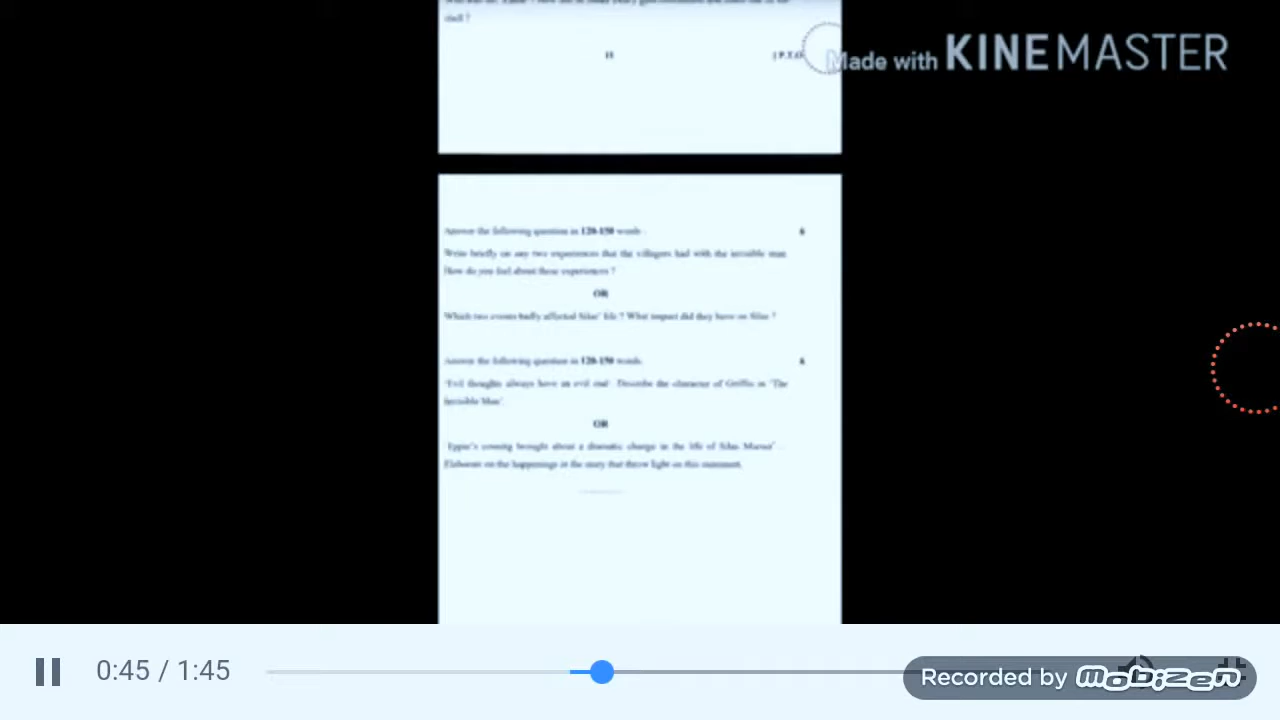 shell ?
11
[ P.T.O
Made with KINEMASTER
Answer the following question in 120-150 words . 6
Write briefly on any two experiences that the villagers had with the invisible man
How do you feel about these experiences ?
OR
Which two events badly affected Silas' life ? What impact did they have on Silas ?
Answer the following question in 120-150 words. 6
'Evil thoughts always have an evil end'. Describe the character of Griffin in 'The
Invisible Man'.
OR
'Eppie's coming brought about a dramatic change in the life of Silas Marner' .
Elaborate on the happenings in the story that throw light on this statement.
0:45 / 1:45
Recorded by mobizen